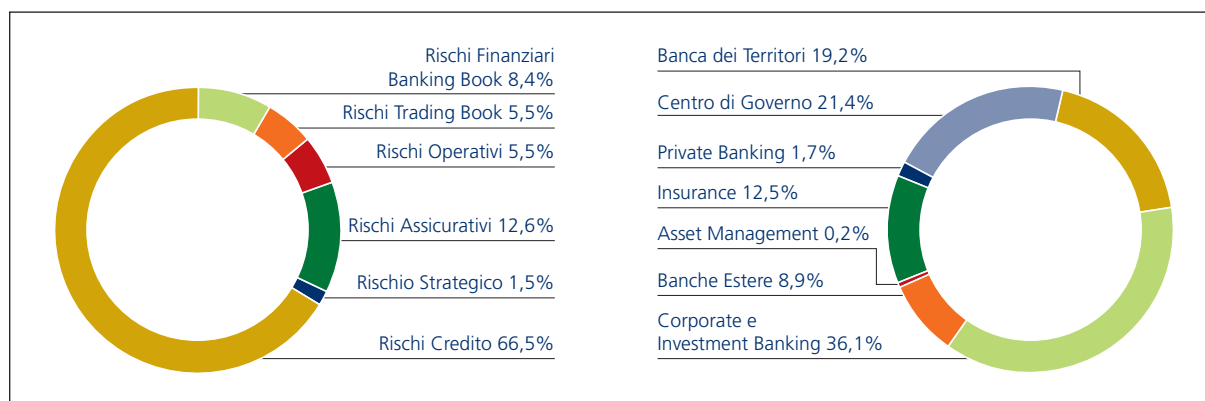 Rischi Finanziari
Banking Book 8,4%
Rischi Trading Book 5,5%
Rischi Operativi 5,5%
Rischi Assicurativi 12,6%
Rischio Strategico 1,5%
Rischi Credito 66,5%
Banca dei Territori 19,2%
Centro di Governo 21,4%
Private Banking 1,7%
Insurance 12,5%
Asset Management 0,2%
Banche Estere 8,9%
Corporate e
Investment Banking 36,1%